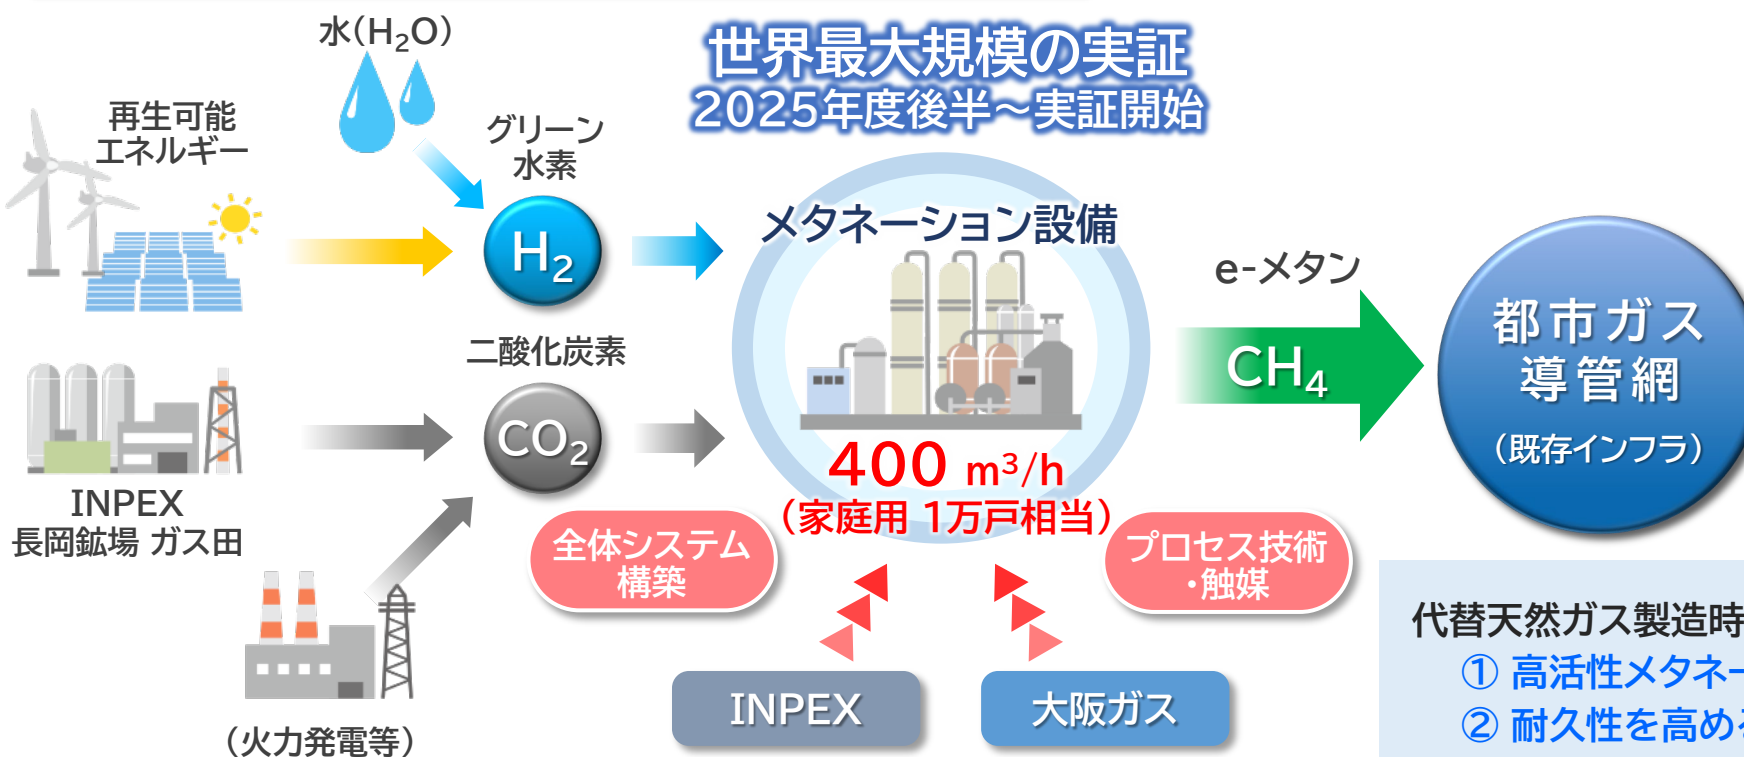 水(H₂O)
世界最大規模の実証
2025年度後半～実証開始
再生可能
エネルギー
グリーン
水素
H₂
メタネーション設備
e-メタン
CH₄
都市ガス
導管網
（既存インフラ）
二酸化炭素
CO₂
400 m³/h
（家庭用 1万戸相当）
INPEX
長岡鉱場 ガス田
全体システム
構築
プロセス技術
・触媒
（火力発電等）
INPEX
大阪ガス
代替天然ガス製造時
① 高活性メタネー
② 耐久性を高め